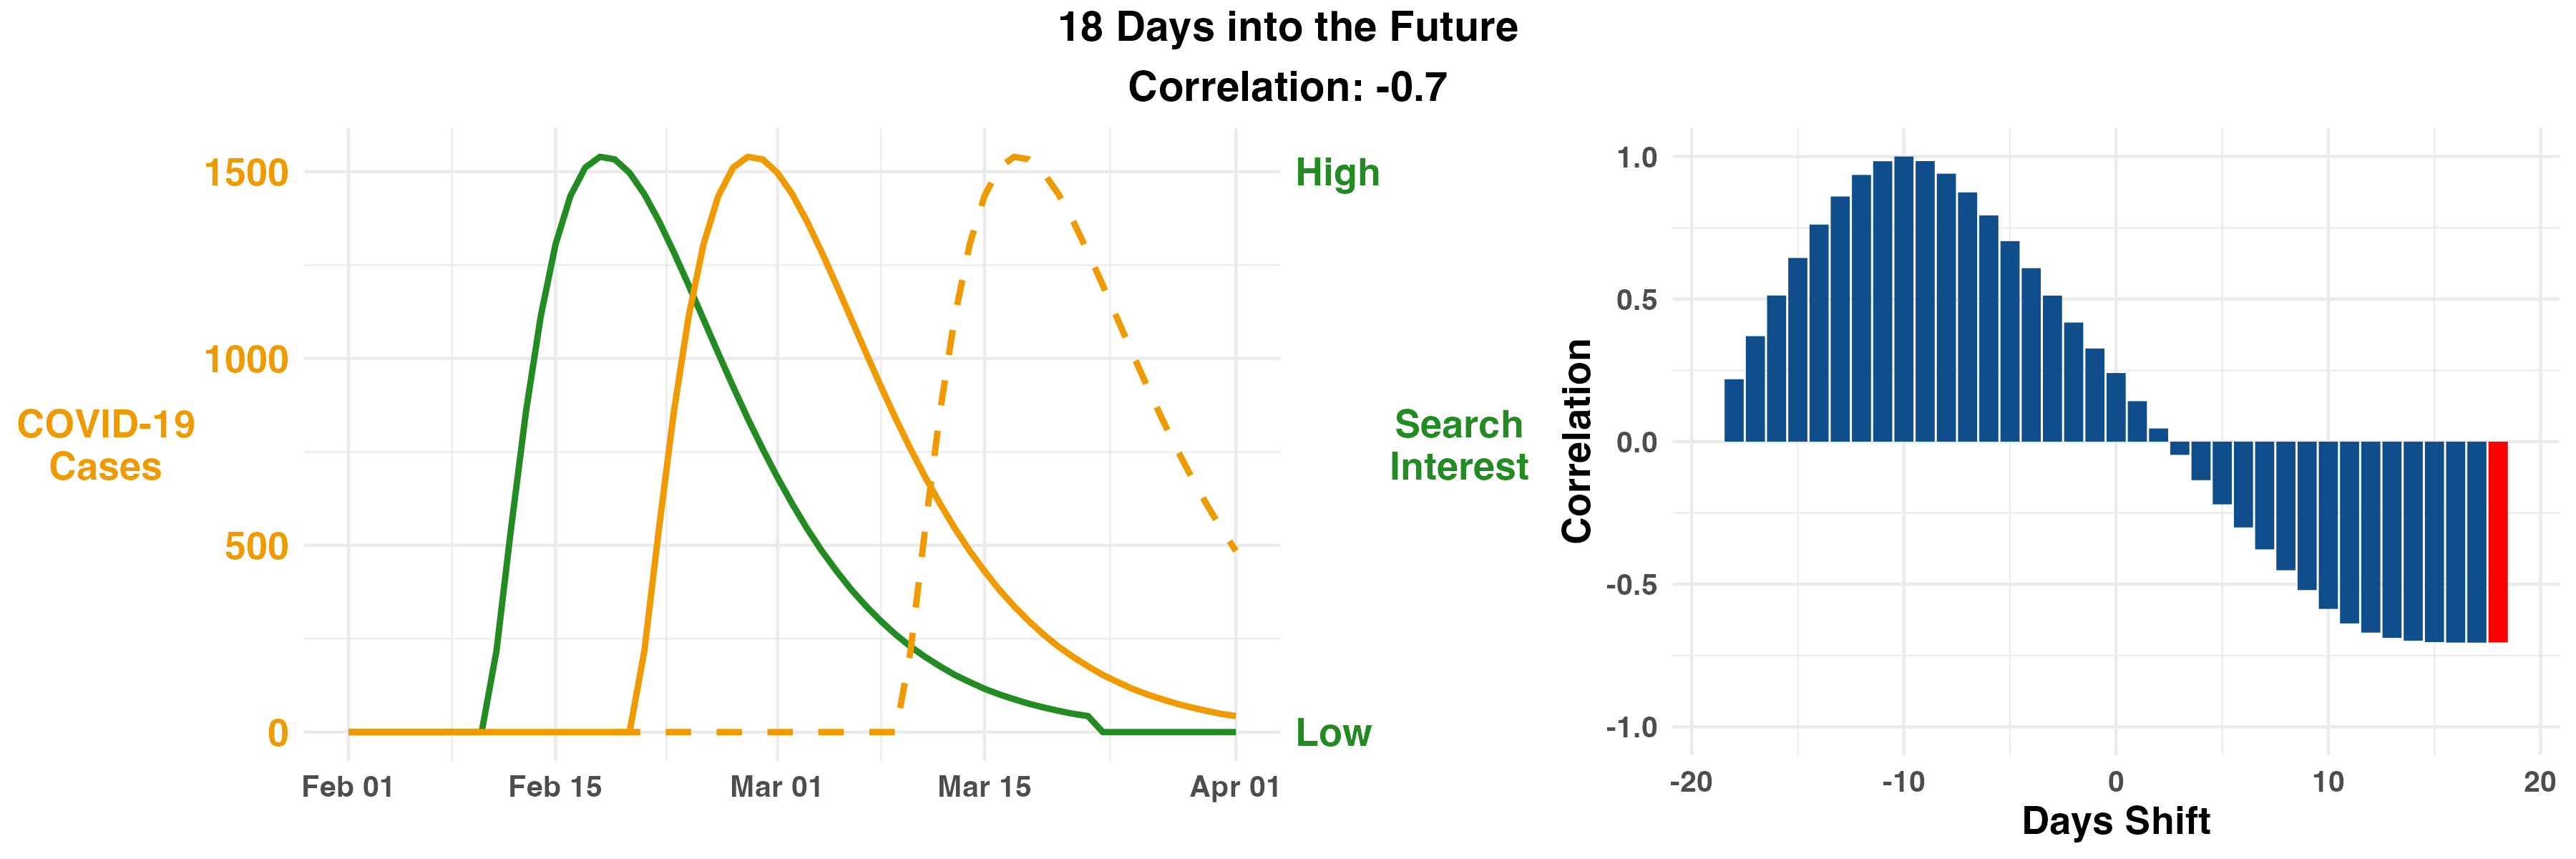 18 Days into the Future
Correlation: -0.7
1500
1000
500
0
COVID-19
Cases
Feb 01
Feb 15
Mar 01
Mar 15
Apr 01
High
Low
Search
Interest
Correlation
1.0
0.5
0.0
-0.5
-1.0
-20
-10
0
10
20
Days Shift